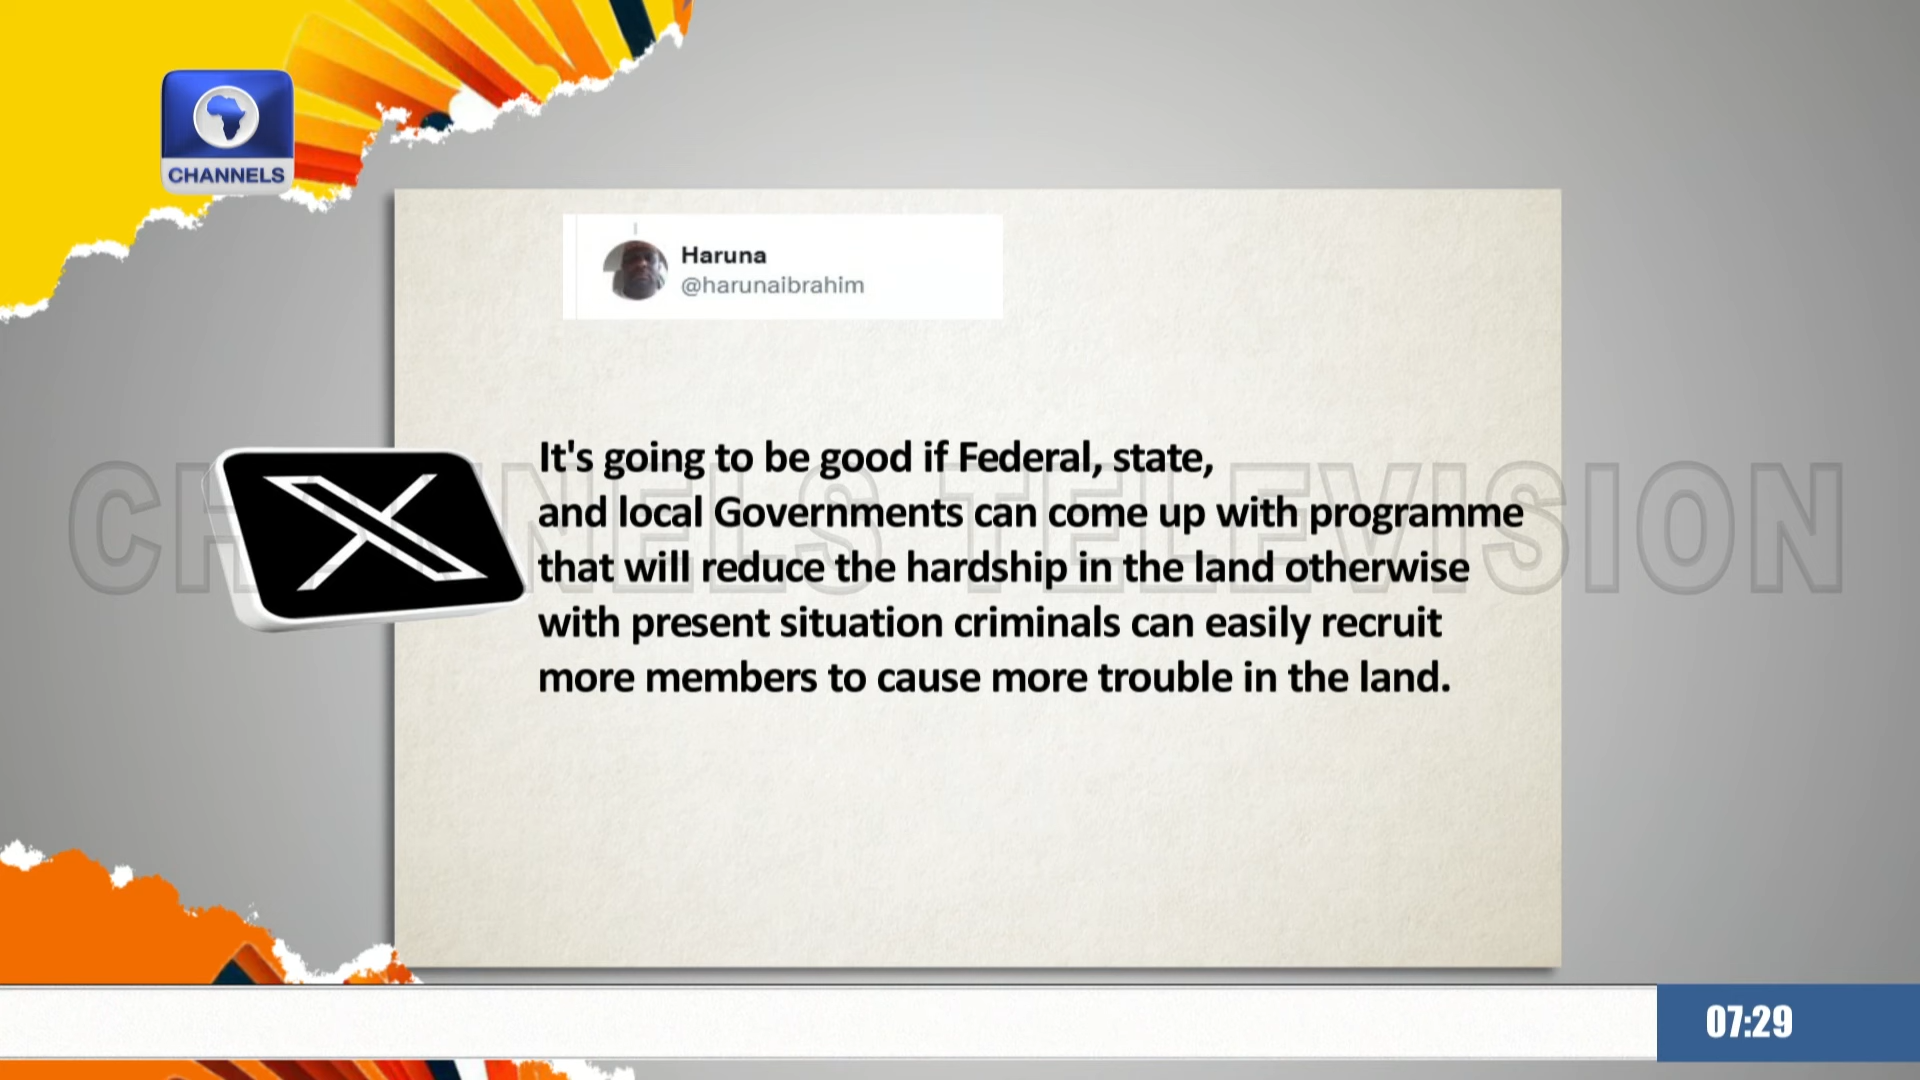 CHANNELS
Haruna
@harunaibrahim
CHANNELS TELEVISION
It's going to be good if Federal, state,
and local Governments can come up with programme
that will reduce the hardship in the land otherwise
with present situation criminals can easily recruit
more members to cause more trouble in the land.
07:29